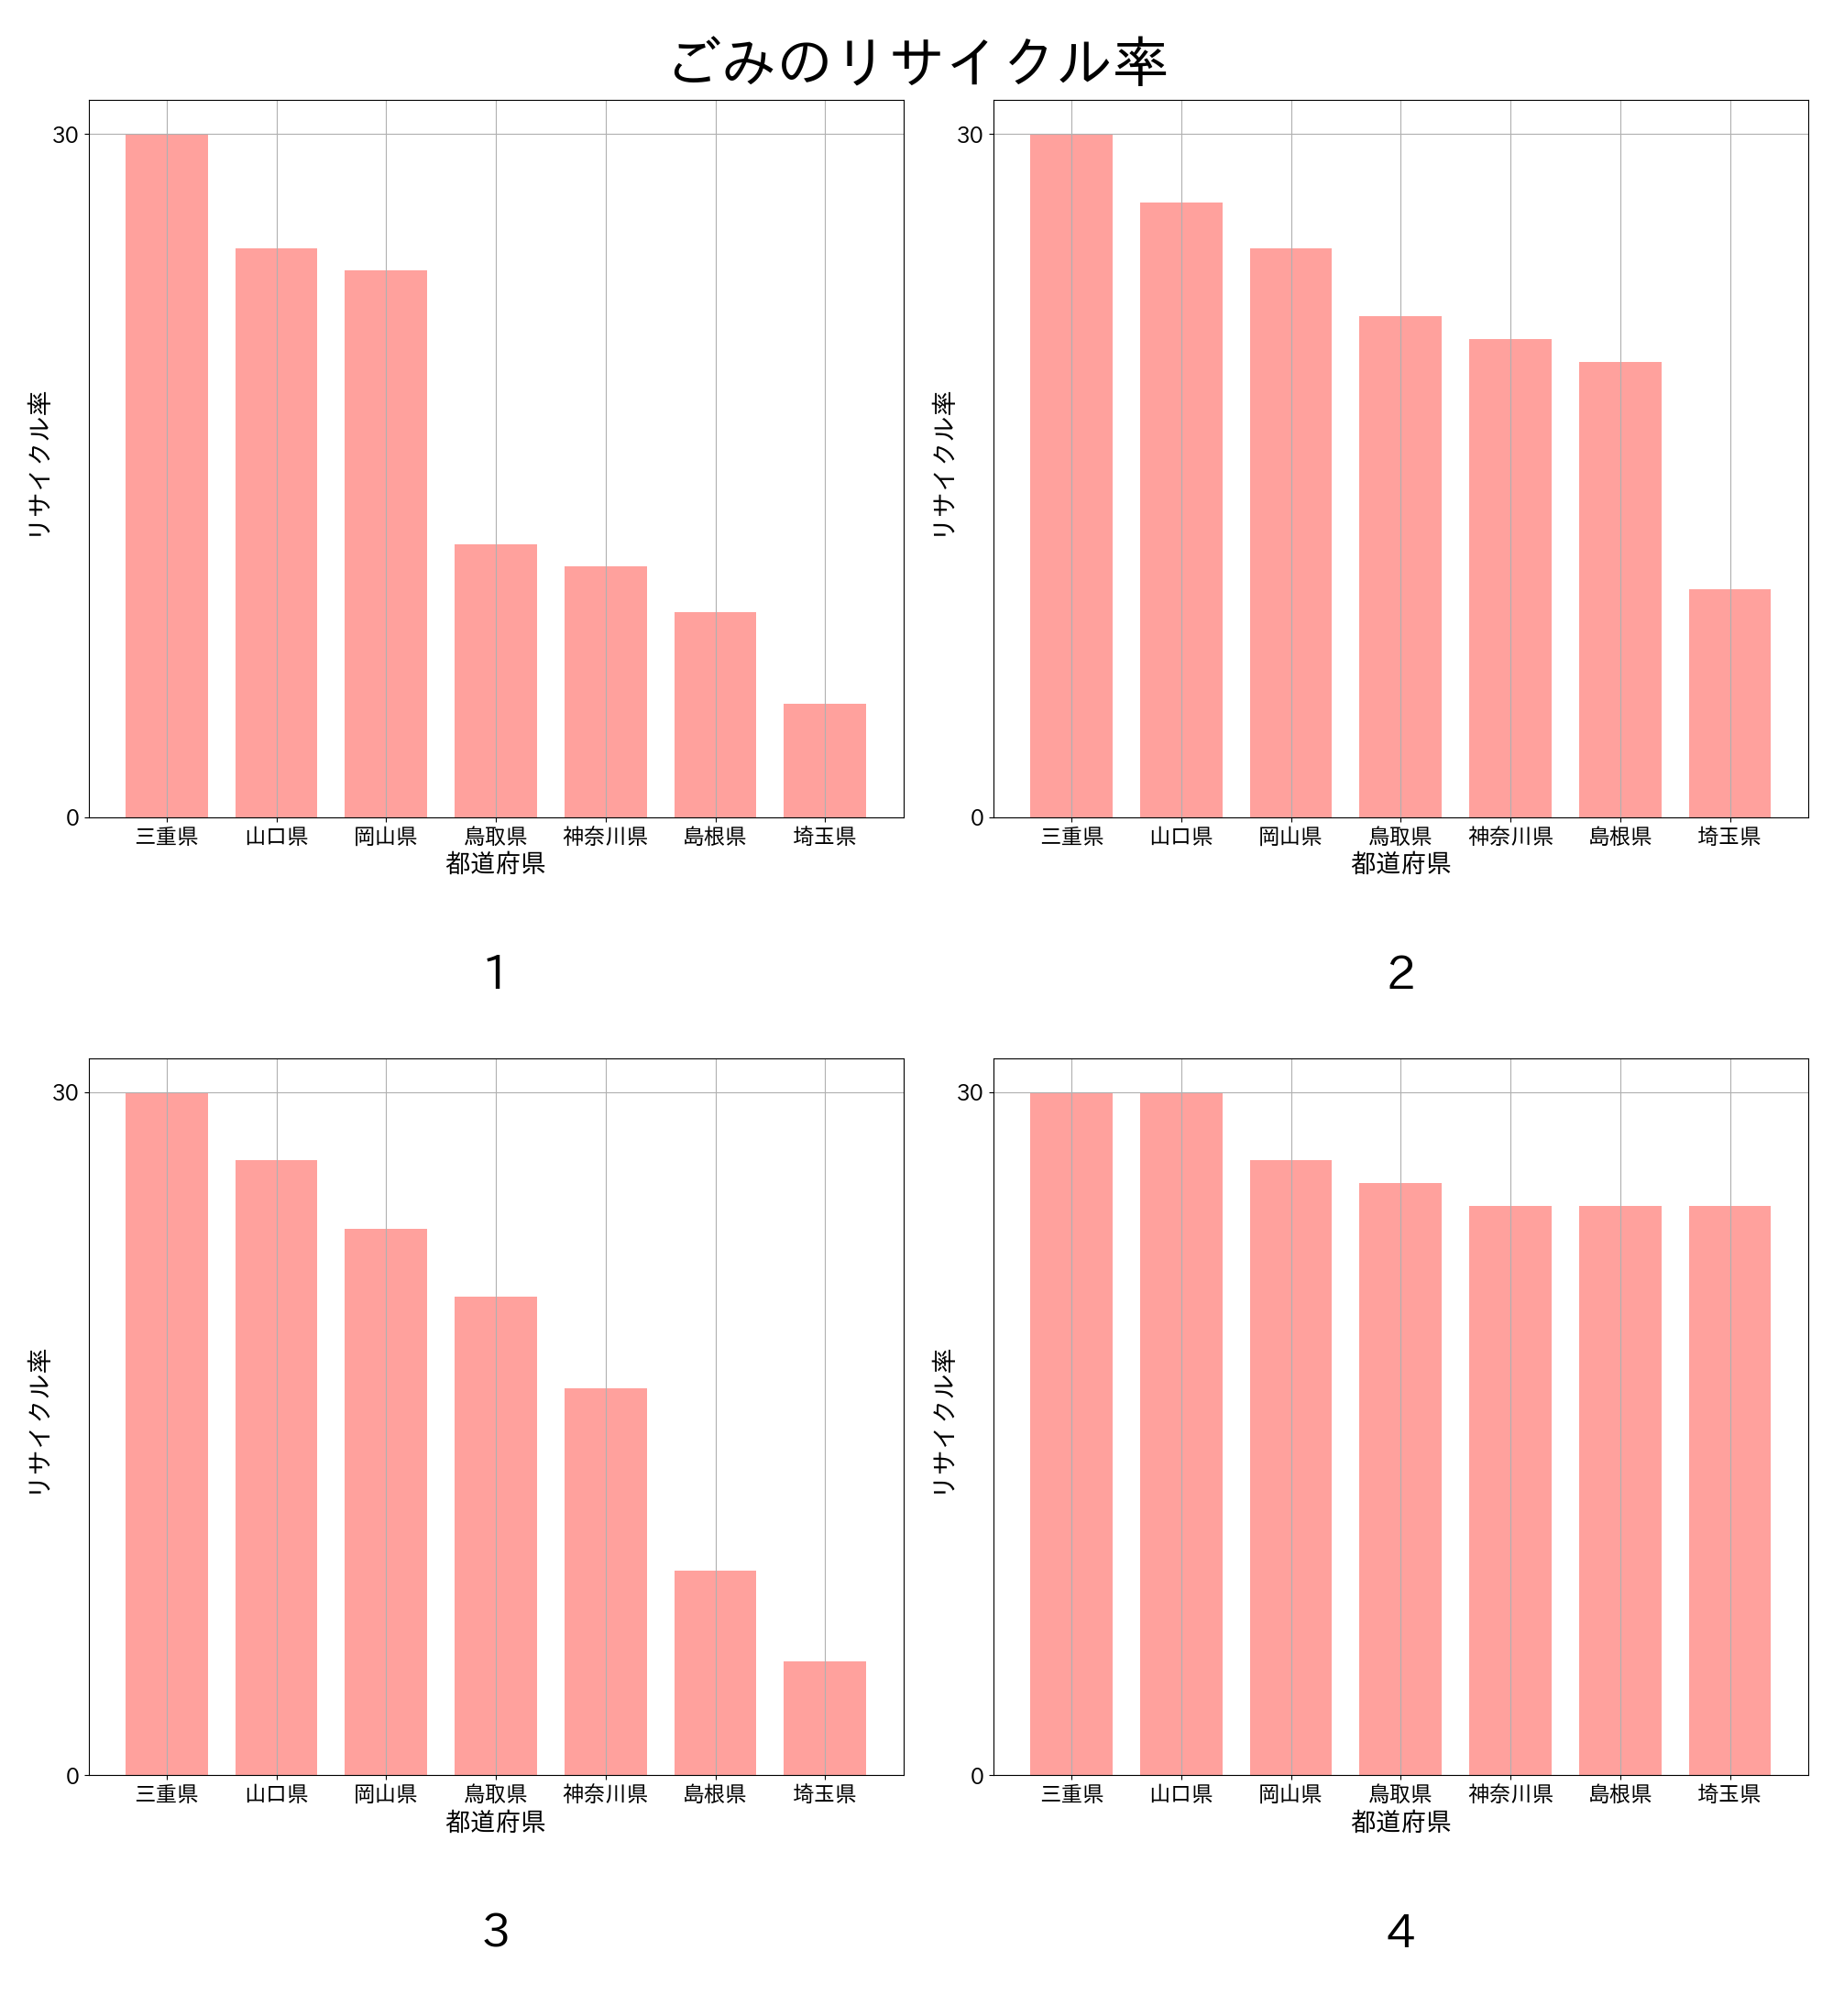 ごみのリサイクル率
30
0
リサイクル率
三重県 山口県 岡山県 鳥取県 神奈川県 島根県 埼玉県
都道府県
1
30
0
リサイクル率
三重県 山口県 岡山県 鳥取県 神奈川県 島根県 埼玉県
都道府県
2
30
0
リサイクル率
三重県 山口県 岡山県 鳥取県 神奈川県 島根県 埼玉県
都道府県
3
30
0
リサイクル率
三重県 山口県 岡山県 鳥取県 神奈川県 島根県 埼玉県
都道府県
4